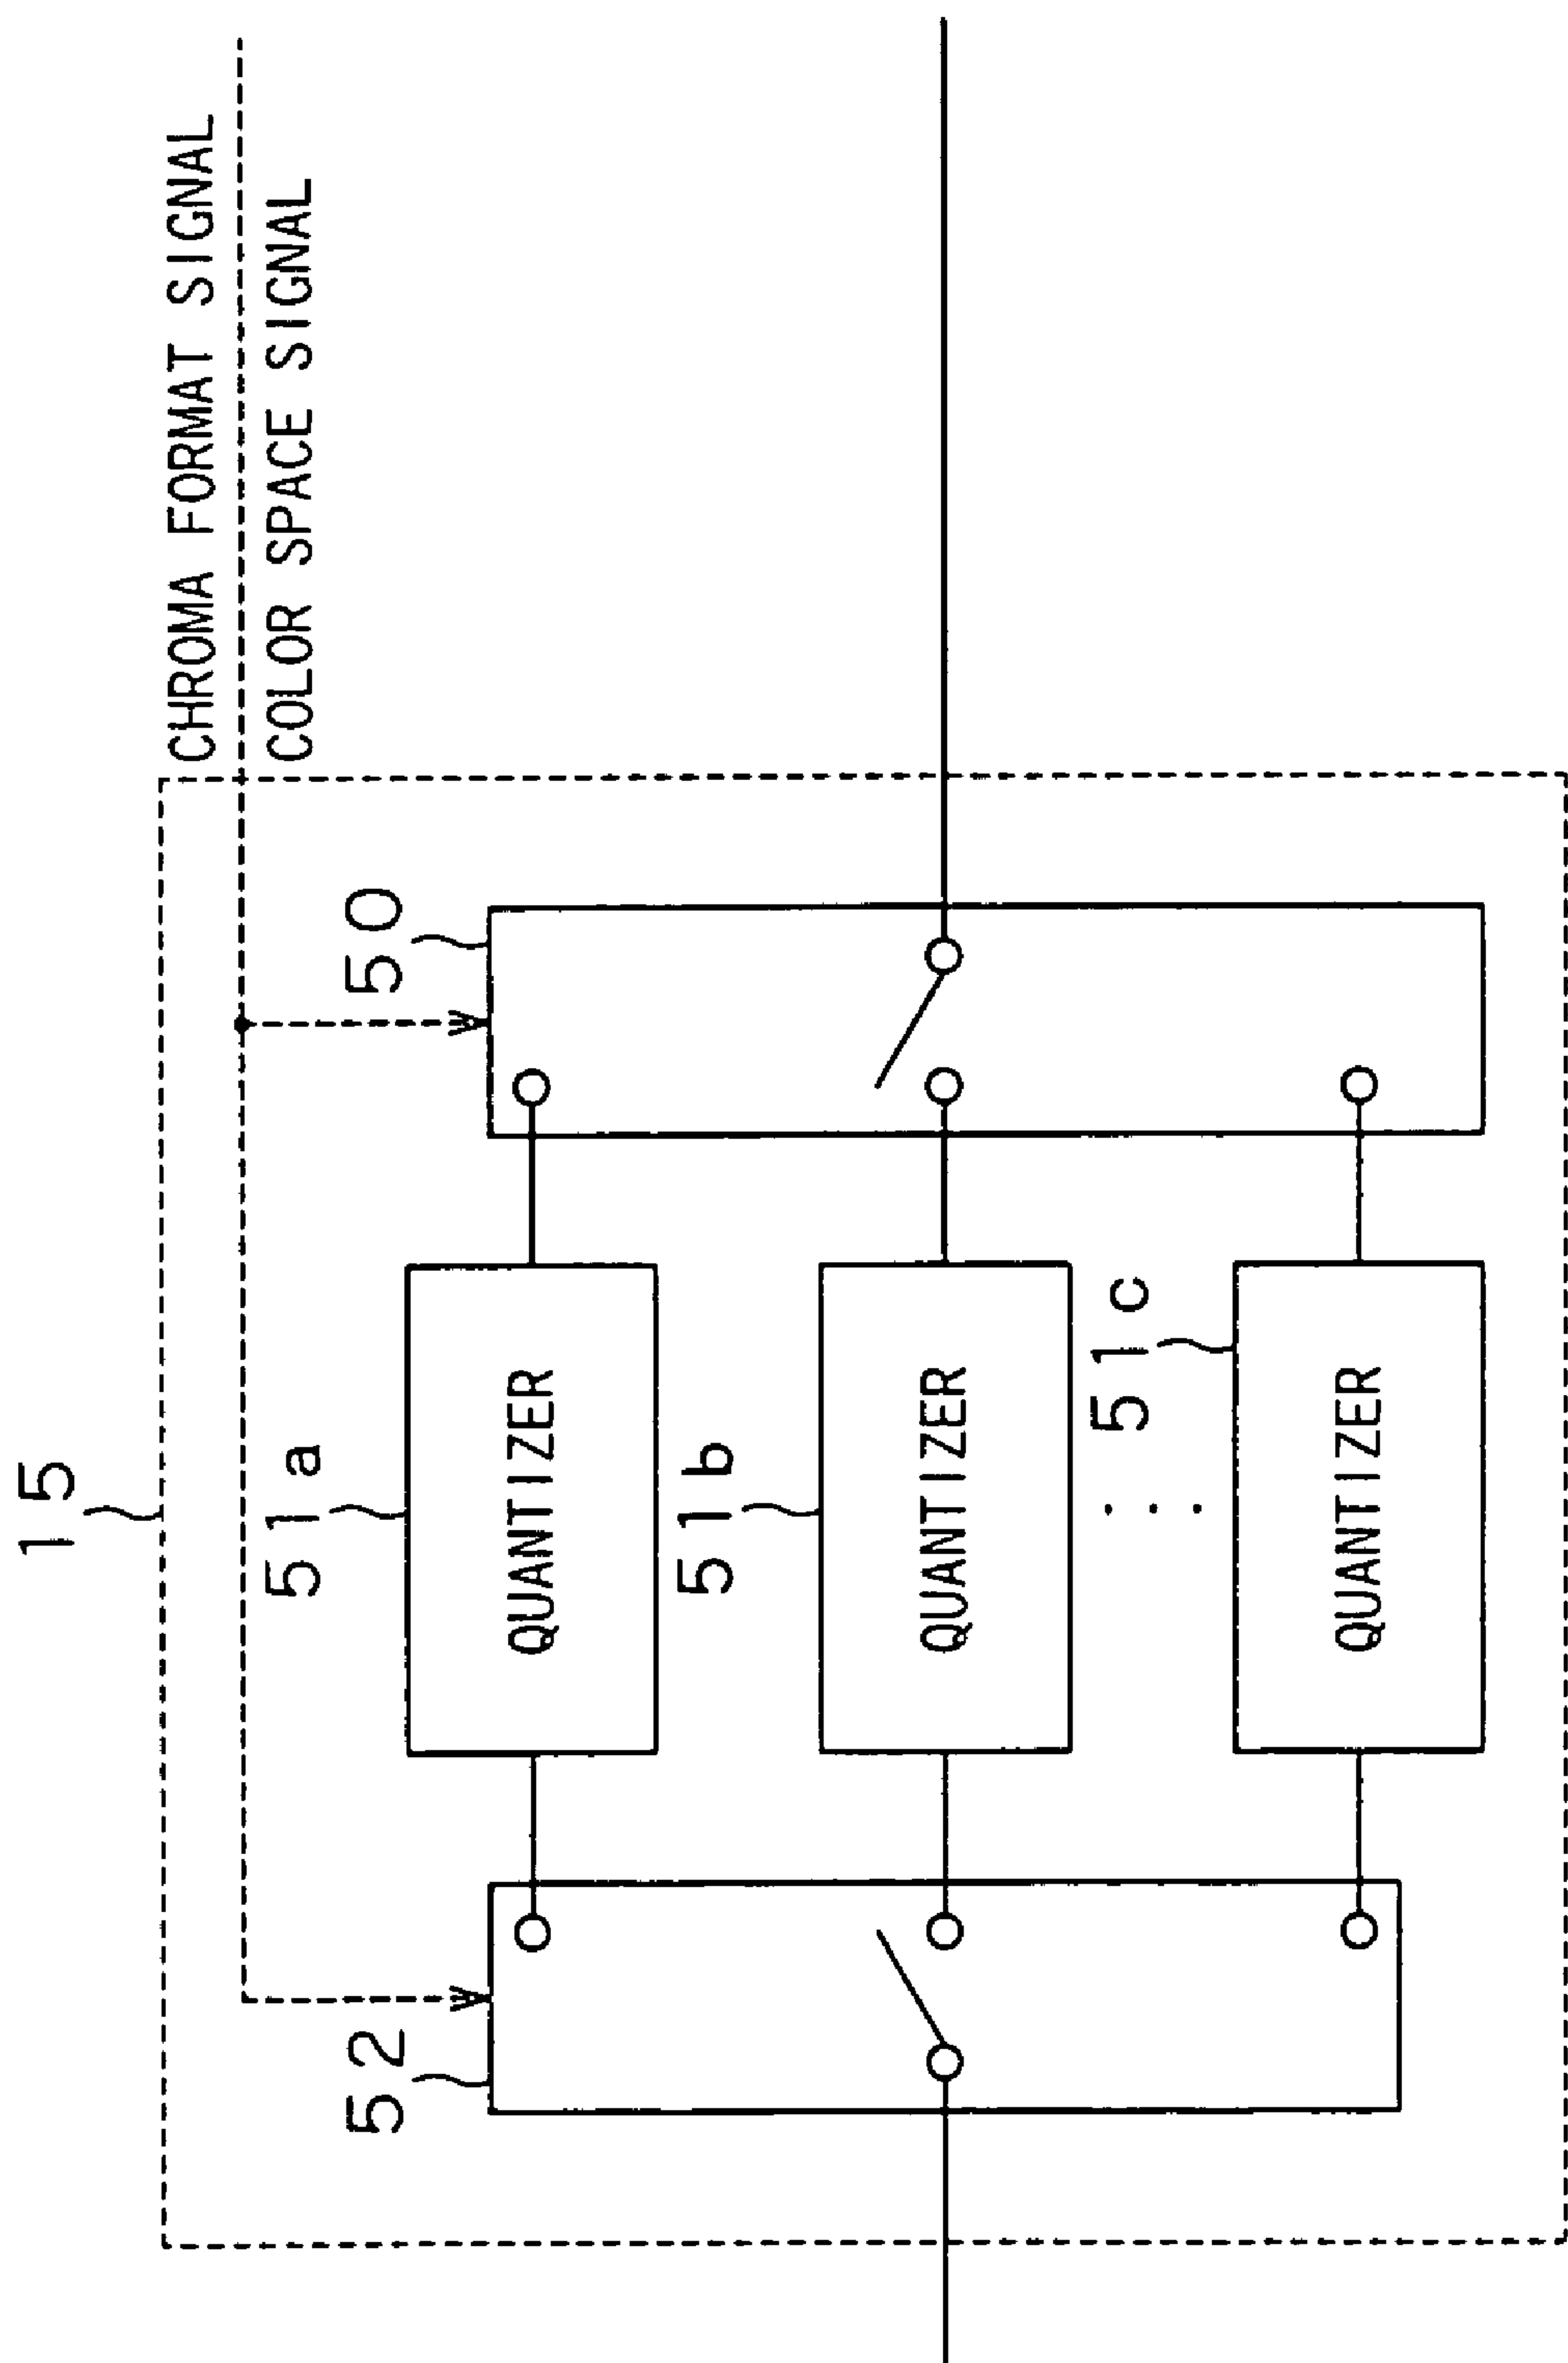 15
CHROMA FORMAT SIGNAL
COLOR SPACE SIGNAL
52
51a
50
QUANTIZER
51b
QUANTIZER
51c
QUANTIZER